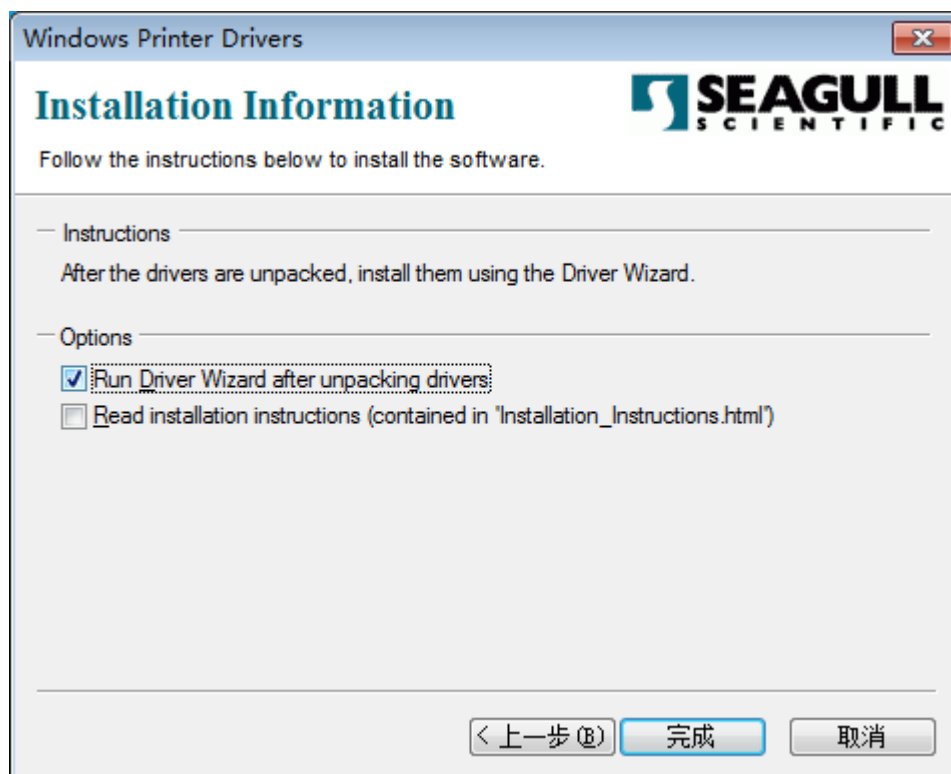 Windows Printer Drivers
Installation Information
SEAGULL
SCIENTIFIC
Follow the instructions below to install the software.
Instructions
After the drivers are unpacked, install them using the Driver Wizard.
Options
Run Driver Wizard after unpacking drivers
Read installation instructions (contained in "Installation_Instructions.html")
< 上一步(B) 完成 取消